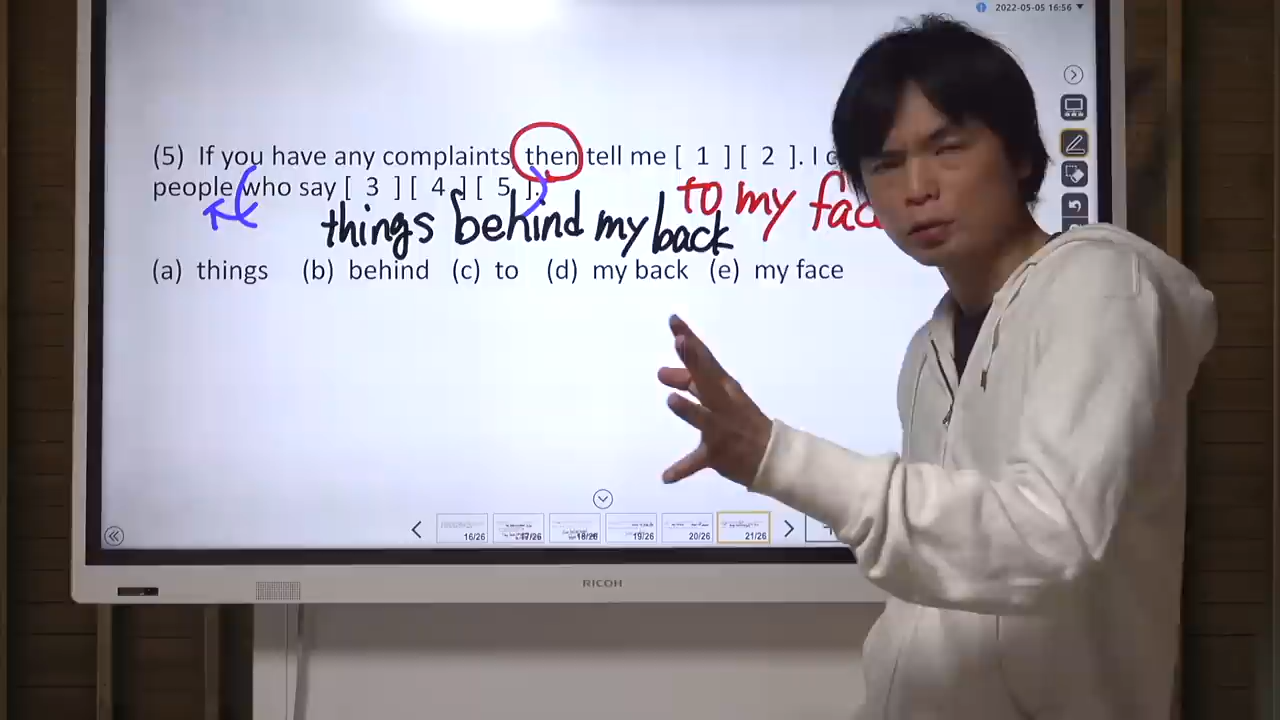 2022-05-05 16:56
(5) If you have any complaints, then tell me [ 1 ] [ 2 ]. I
people who say [ 3 ] [ 4 ] [ 5 ].
to my fac
things behind my back
(a) things (b) behind (c) to (d) my back (e) my face
16/26 17/26 18/26 19/26 20/26 21/26
RICOH